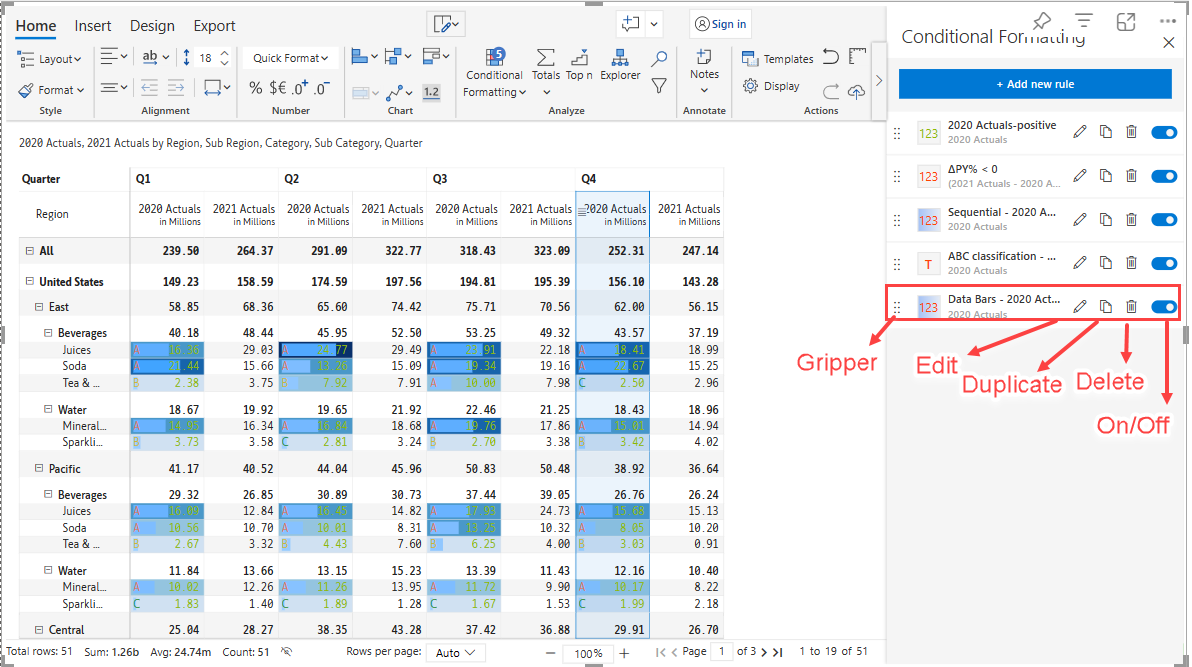 Home Insert Design Export Sign in
Layout ab 18 Quick Format Conditional Formatting Totals Top n Explorer Notes Templates
Format % $€ .0+ .0- 1.2 Display
Style Alignment Number Chart Analyze Annotate Actions
2020 Actuals, 2021 Actuals by Region, Sub Region, Category, Sub Category, Quarter
Quarter Q1 Q2 Q3 Q4
Region 2020 Actuals in Millions 2021 Actuals in Millions 2020 Actuals in Millions 2021 Actuals in Millions 2020 Actuals in Millions 2021 Actuals in Millions 2020 Actuals in Millions 2021 Actuals in Millions
All 239.50 264.37 291.09 322.77 318.43 323.09 252.31 247.14
United States 149.23 158.59 174.59 197.56 194.81 195.39 156.10 143.28
East 58.85 68.36 65.60 74.42 75.71 70.56 62.00 56.15
Beverages 40.18 48.44 45.95 52.50 53.25 49.32 43.57 37.19
Juices A 16.36 29.03 A 29.49 A 22.18 A 18.99
Soda A 21.44 15.66 A 13.26 15.09 A 19.34 19.16 A 22.67 15.25
Tea & ... B 2.38 3.75 B 7.92 7.91 A 10.00 7.98 C 2.50 2.96
Water 18.67 19.92 19.65 21.92 22.46 21.25 18.43 18.96
Mineral... A 14.95 16.34 A 16.84 18.68 A 19.76 17.86 A 15.01 14.94
Sparkli... B 3.73 3.58 C 2.81 3.24 B 2.70 3.38 B 3.42 4.02
Pacific 41.17 40.52 44.04 45.96 50.83 50.48 38.92 36.64
Beverages 29.32 26.85 30.89 30.73 37.44 39.05 26.76 26.24
Juices A 16.09 12.84 A 16.45 14.82 A 17.93 24.73 A 15.68 15.13
Soda A 10.56 10.70 A 10.01 8.31 A 13.25 10.32 A 8.05 10.20
Tea & ... B 2.67 3.32 B 4.43 7.60 B 6.25 4.00 B 3.03 0.91
Water 11.84 13.66 13.15 15.23 13.39 11.43 12.16 10.40
Mineral... A 10.02 12.26 A 11.26 13.95 A 11.72 9.90 A 10.17 8.22
Sparkli... C 1.83 1.40 C 1.89 1.28 C 1.67 1.53 C 1.99 2.18
Central 25.04 28.27 38.35 43.28 37.42 36.88 29.91 26.70
Total rows: 51 Sum: 1.26b Avg: 24.74m Count: 51 Rows per page: Auto 100% Page 1 of 3 1 to 19 of 51
Conditional Formatting
+ Add new rule
123 2020 Actuals-positive
2020 Actuals
123 ΔPY% < 0
(2021 Actuals - 2020 A...
123 Sequential - 2020 A...
2020 Actuals
T ABC classification - ...
2020 Actuals
123 Data Bars - 2020 Act...
2020 Actuals
Gripper
Edit
Duplicate
Delete
On/Off